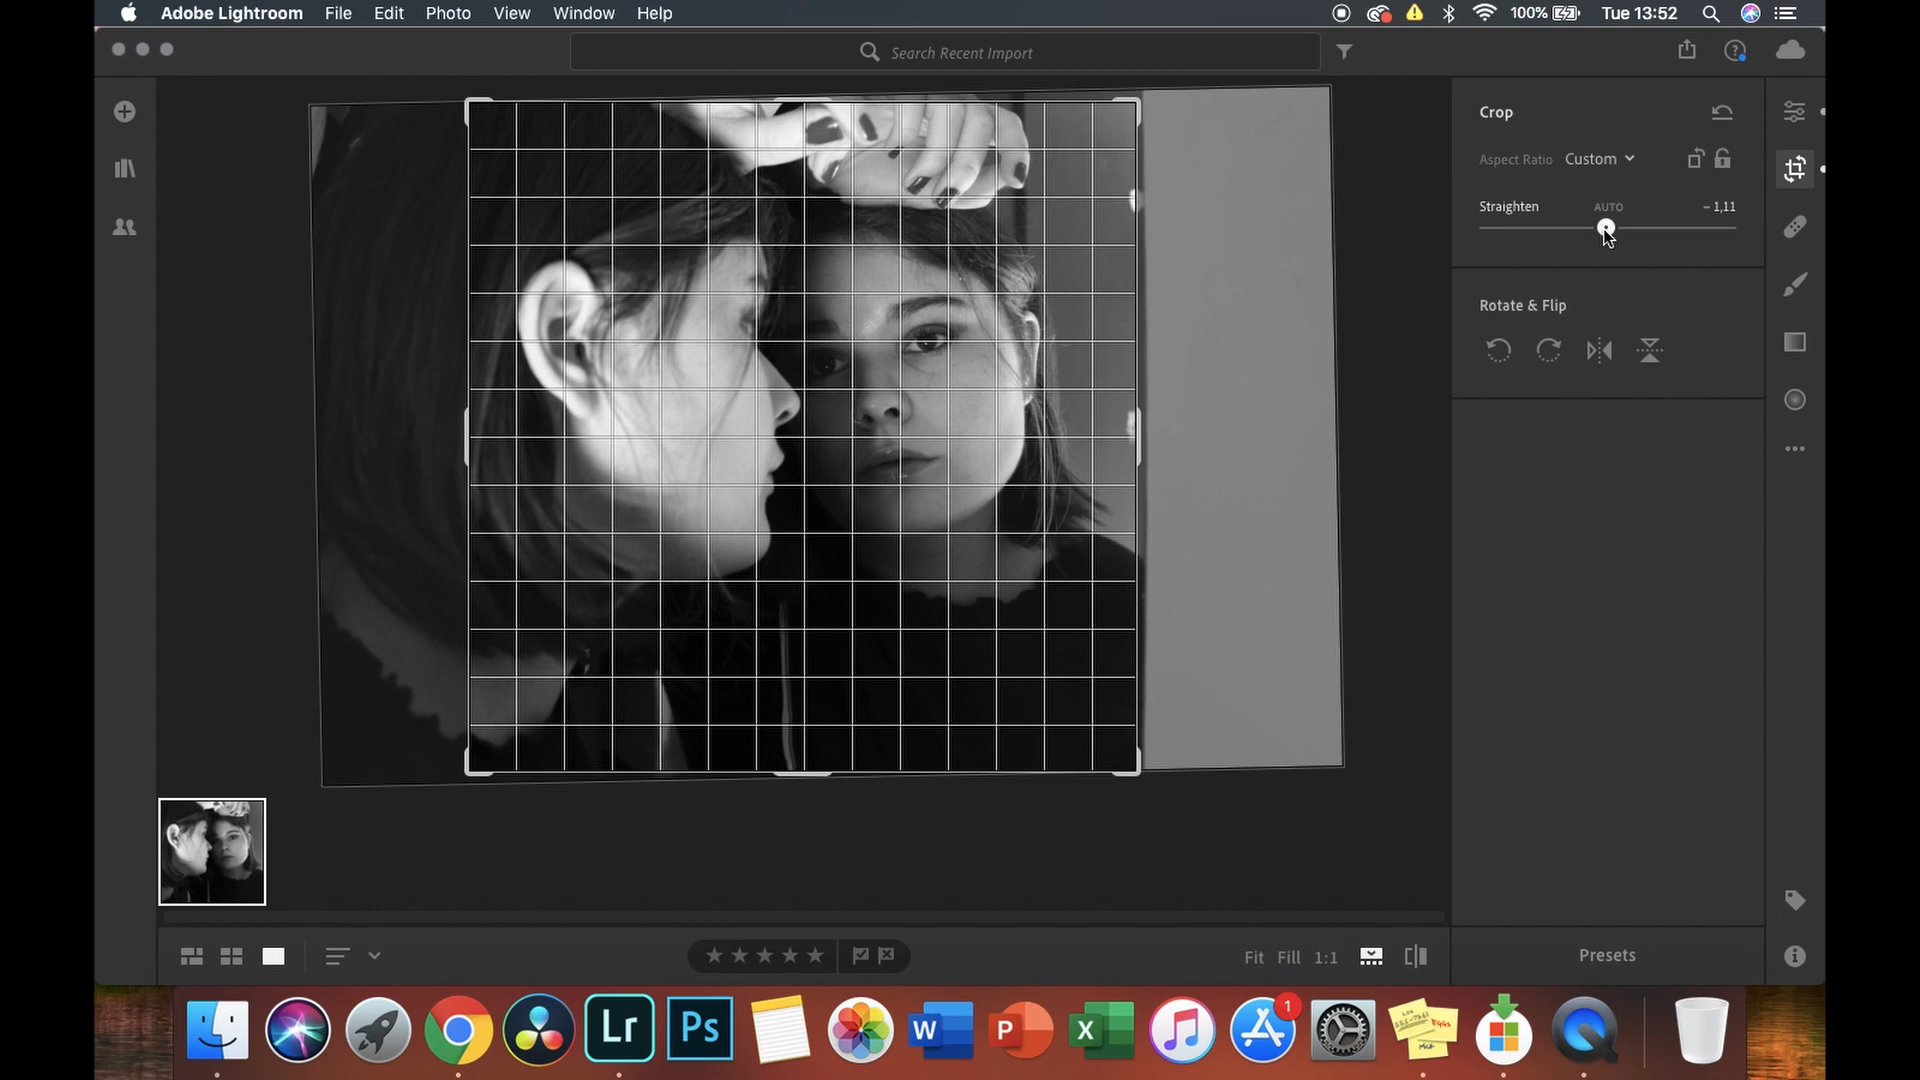 Adobe Lightroom File Edit Photo View Window Help 100% Tue 13:52
Search Recent Import
Crop
Aspect Ratio Custom
Straighten AUTO – 1,11
Rotate & Flip
Fit Fill 1:1
Presets
Lr Ps W P X 1